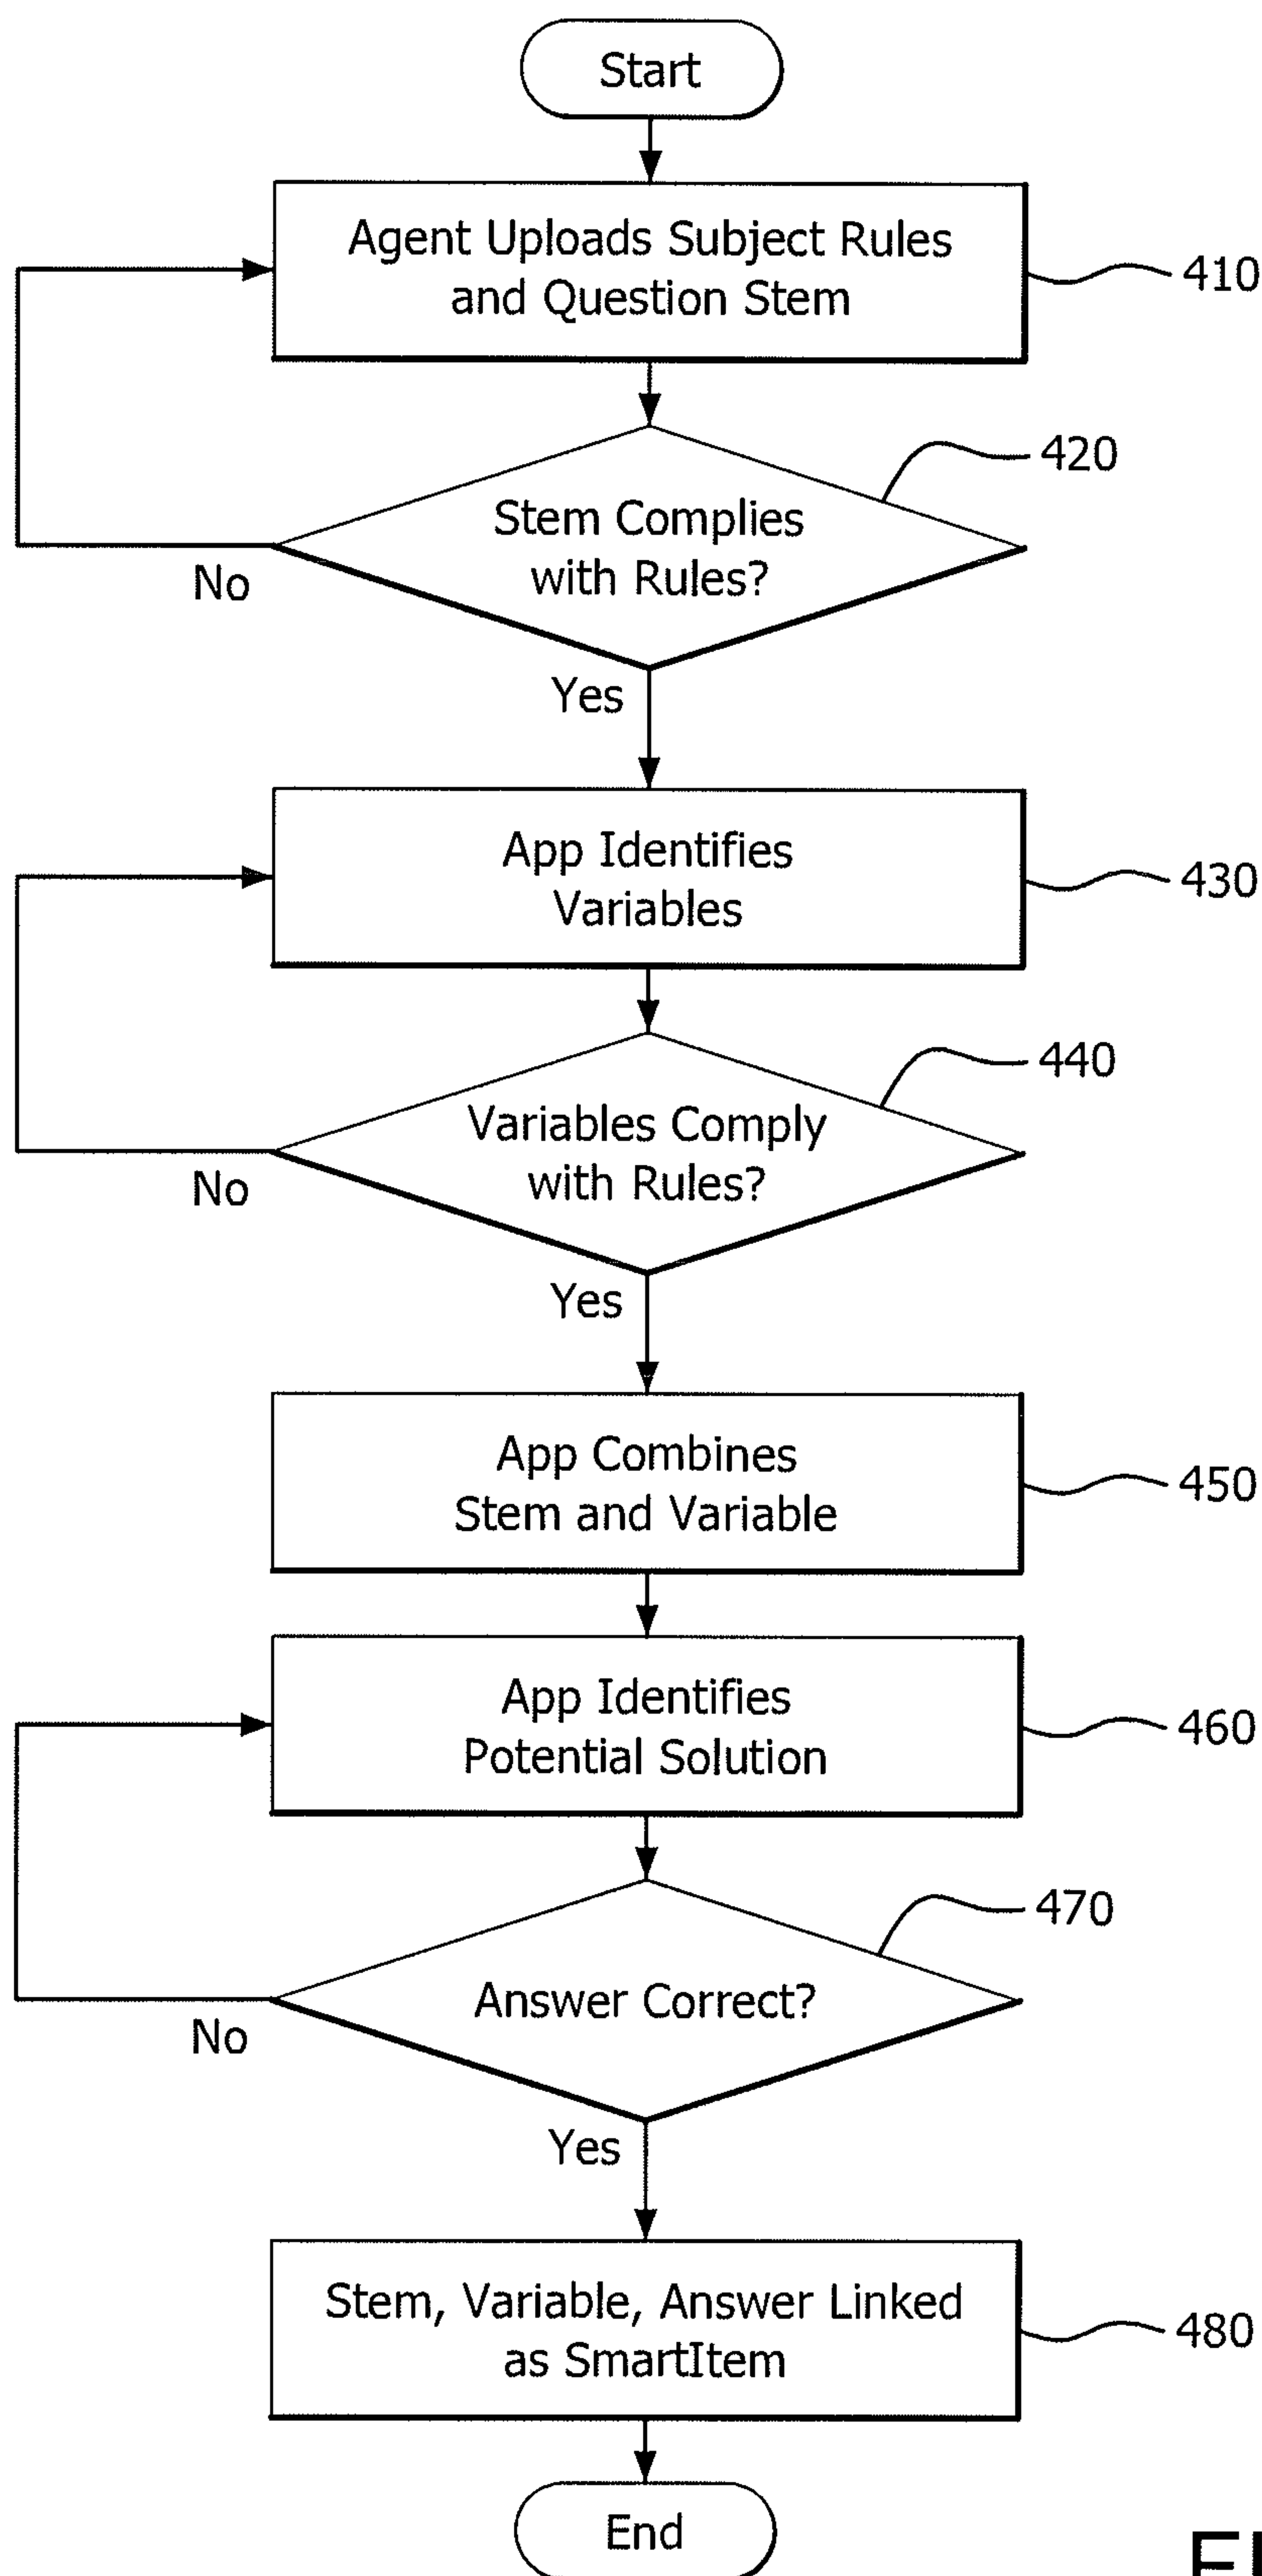 Start
Agent Uploads Subject Rules
and Question Stem
410
420
Stem Complies
with Rules?
No
Yes
App Identifies
Variables
430
440
Variables Comply
with Rules?
No
Yes
App Combines
Stem and Variable
450
App Identifies
Potential Solution
460
470
Answer Correct?
No
Yes
Stem, Variable, Answer Linked
as SmartItem
480
End